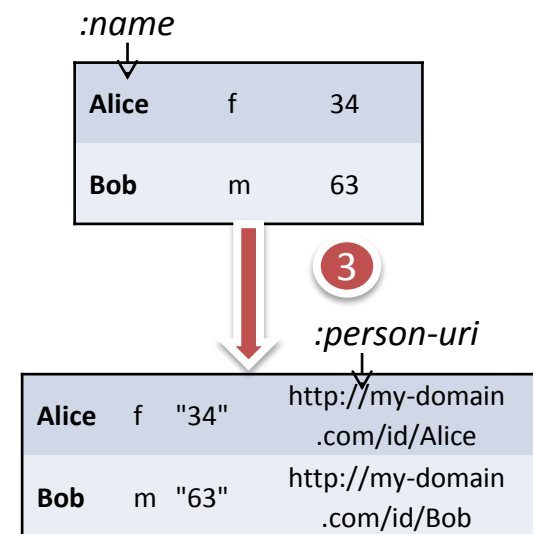 :name
Alice f 34
Bob m 63
3
:person-uri
Alice f "34" http://my-domain
.com/id/Alice
Bob m "63" http://my-domain
.com/id/Bob